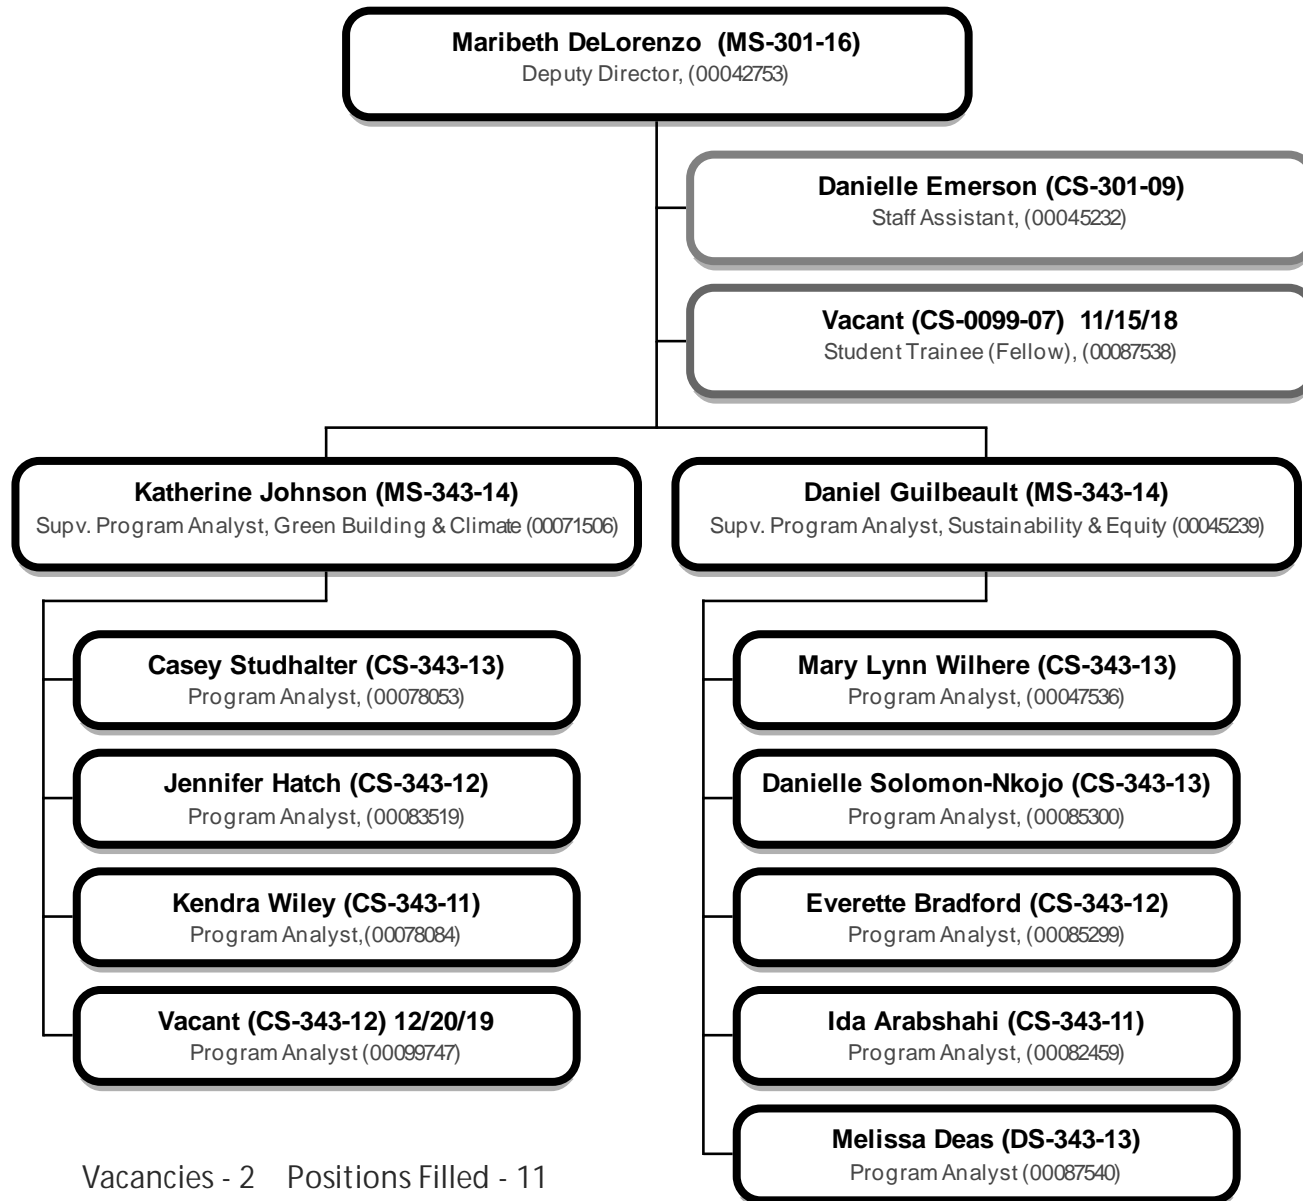 Maribeth DeLorenzo  (MS-301-16)
Deputy Director, (00042753)
Danielle Emerson (CS-301-09)
Staff Assistant, (00045232)
Vacant (CS-0099-07)  11/15/18
Student Trainee (Fellow), (00087538)
Katherine Johnson (MS-343-14)
Supv. Program Analyst, Green Building & Climate (00071506)
Daniel Guilbeault (MS-343-14)
Supv. Program Analyst, Sustainability & Equity (00045239)
Casey Studhalter (CS-343-13)
Program Analyst, (00078053)
Jennifer Hatch (CS-343-12)
Program Analyst, (00083519)
Kendra Wiley (CS-343-11)
Program Analyst,(00078084)
Vacant (CS-343-12) 12/20/19
Program Analyst (00099747)
Mary Lynn Wilhere (CS-343-13)
Program Analyst, (00047536)
Danielle Solomon-Nkojo (CS-343-13)
Program Analyst, (00085300)
Everette Bradford (CS-343-12)
Program Analyst, (00085299)
Ida Arabshahi (CS-343-11)
Program Analyst, (00082459)
Melissa Deas (DS-343-13)
Program Analyst (00087540)
Vacancies - 2    Positions Filled - 11